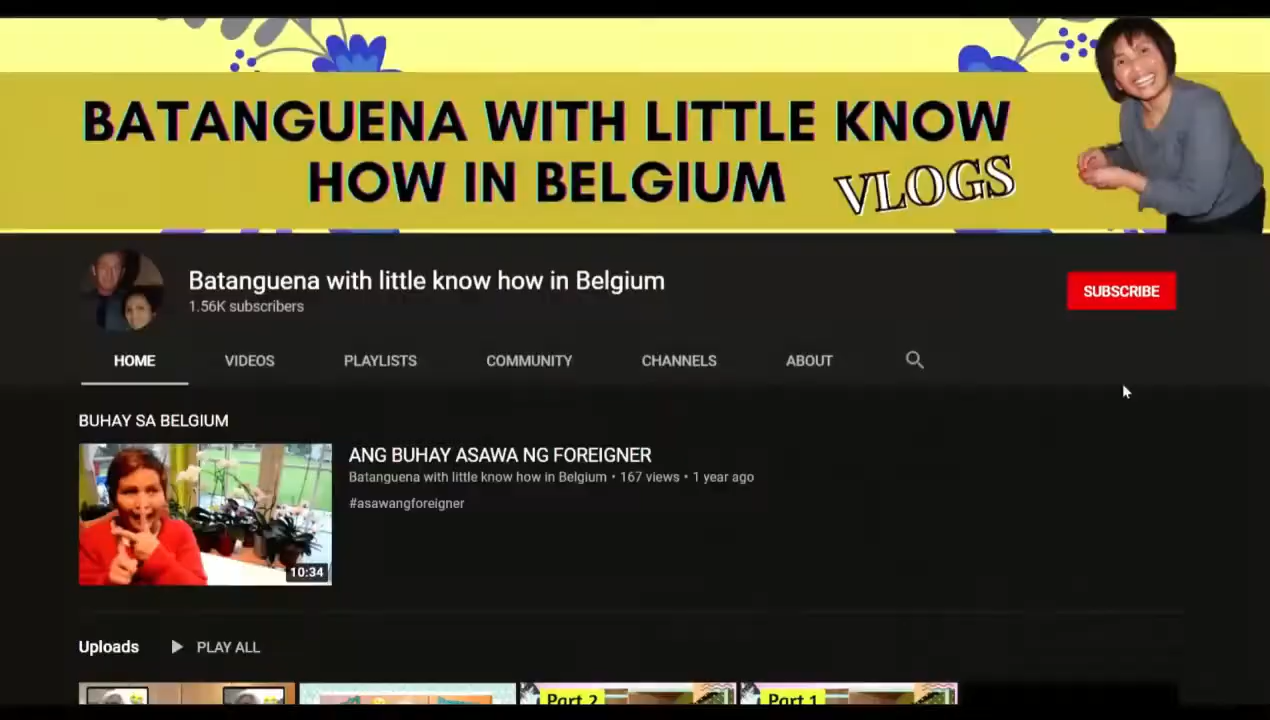 BATANGUENA WITH LITTLE KNOW
HOW IN BELGIUM VLOGS
Batanguena with little know how in Belgium
1.56K subscribers
SUBSCRIBE
HOME VIDEOS PLAYLISTS COMMUNITY CHANNELS ABOUT
BUHAY SA BELGIUM
ANG BUHAY ASAWA NG FOREIGNER
Batanguena with little know how in Belgium • 167 views • 1 year ago
#asawangforeigner
10:34
Uploads PLAY ALL
Part 2 Part 1